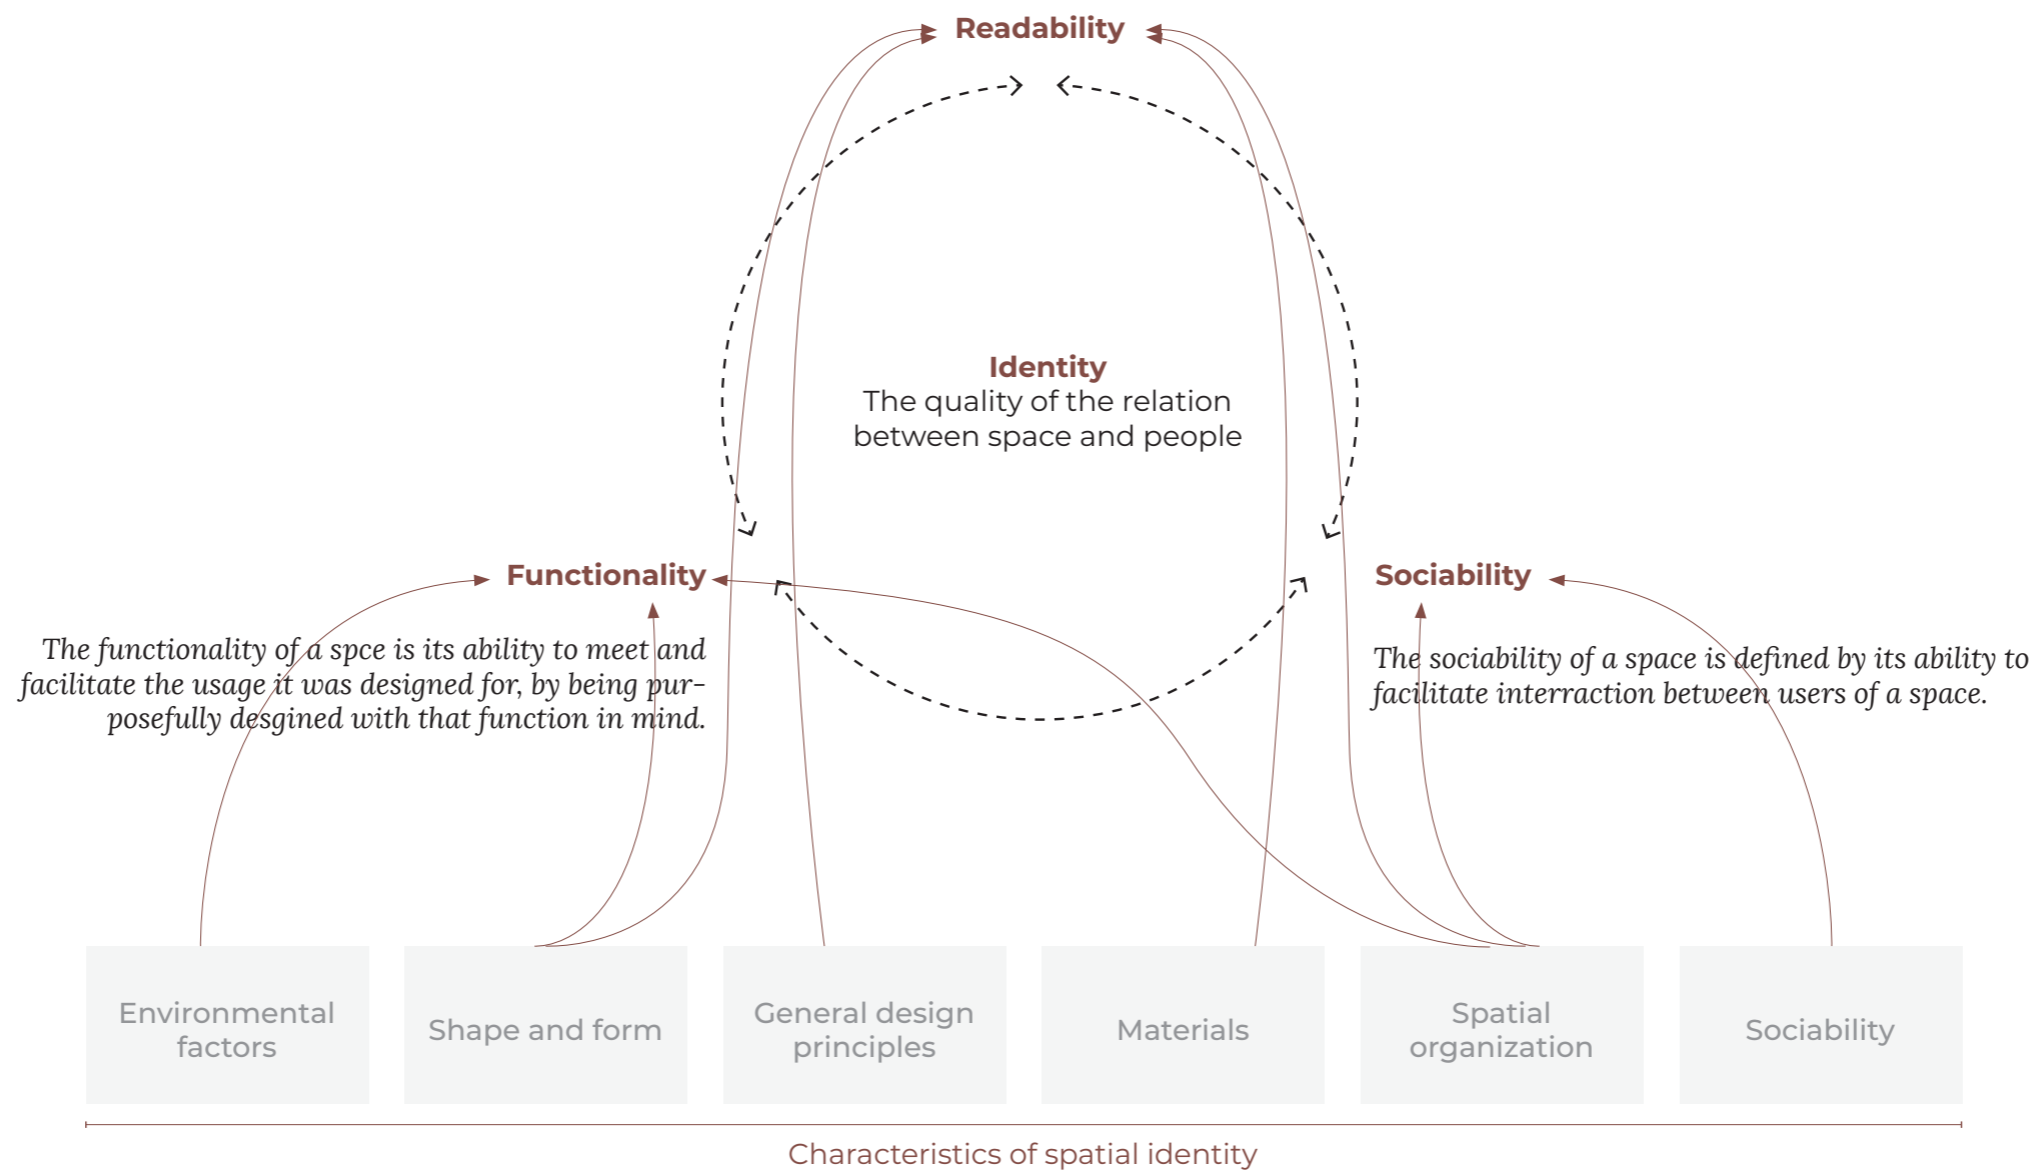 Readability
Identity
The quality of the relation
between space and people
Functionality
The functionality of a spce is its ability to meet and
facilitate the usage it was designed for, by being pur-
posefully desgined with that function in mind.
Sociability
The sociability of a space is defined by its ability to
facilitate interraction between users of a space.
Environmental
factors
Shape and form
General design
principles
Materials
Spatial
organization
Sociability
Characteristics of spatial identity